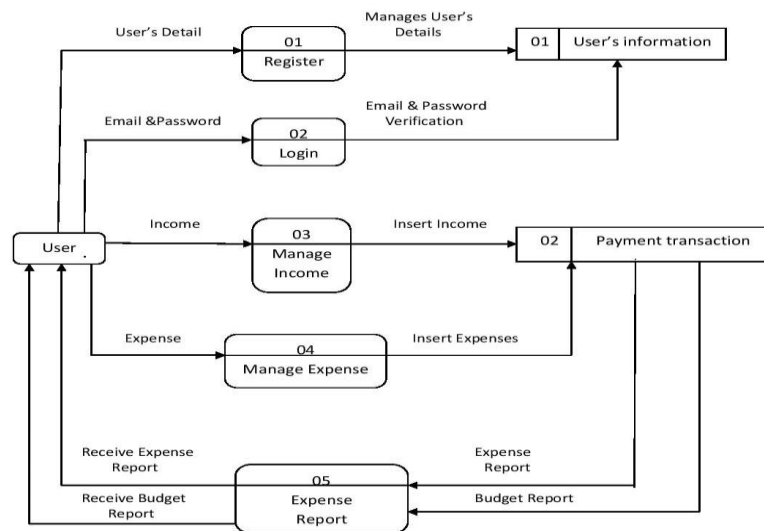 User's Detail
01
Register
Manages User's
Details
01 User's information
Email &Password
02
Login
Email & Password
Verification
User .
Income
03
Manage
Income
Insert Income
02 Payment transaction
Expense
04
Manage Expense
Insert Expenses
Receive Expense
Report
05
Expense
Report
Expense
Report
Receive Budget
Report
Budget Report